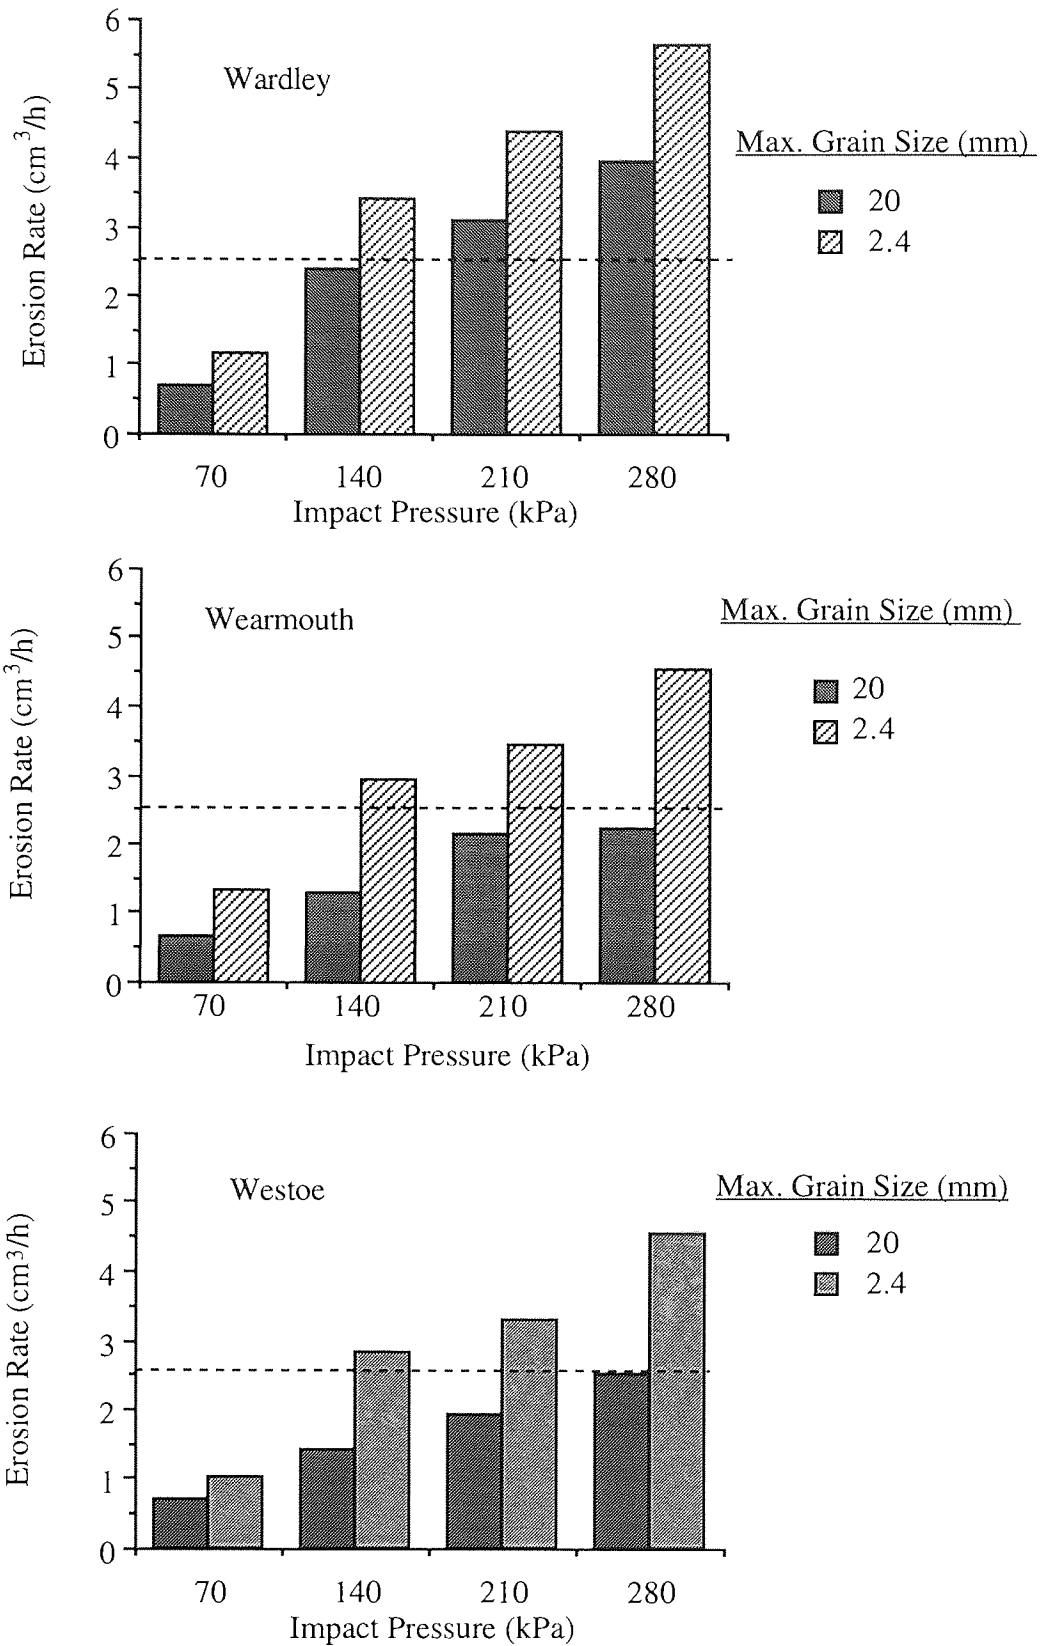 6
Wardley
5
Max. Grain Size (mm)
4
20
2.4
3
2
1
0
Erosion Rate (cm³/h)
70 140 210 280
Impact Pressure (kPa)
6
Wearmouth
Max. Grain Size (mm)
5
20
4
2.4
3
2
1
0
Erosion Rate (cm³/h)
70 140 210 280
Impact Pressure (kPa)
6
Westoe
Max. Grain Size (mm)
5
20
4
2.4
3
2
1
0
Erosion Rate (cm³/h)
70 140 210 280
Impact Pressure (kPa)